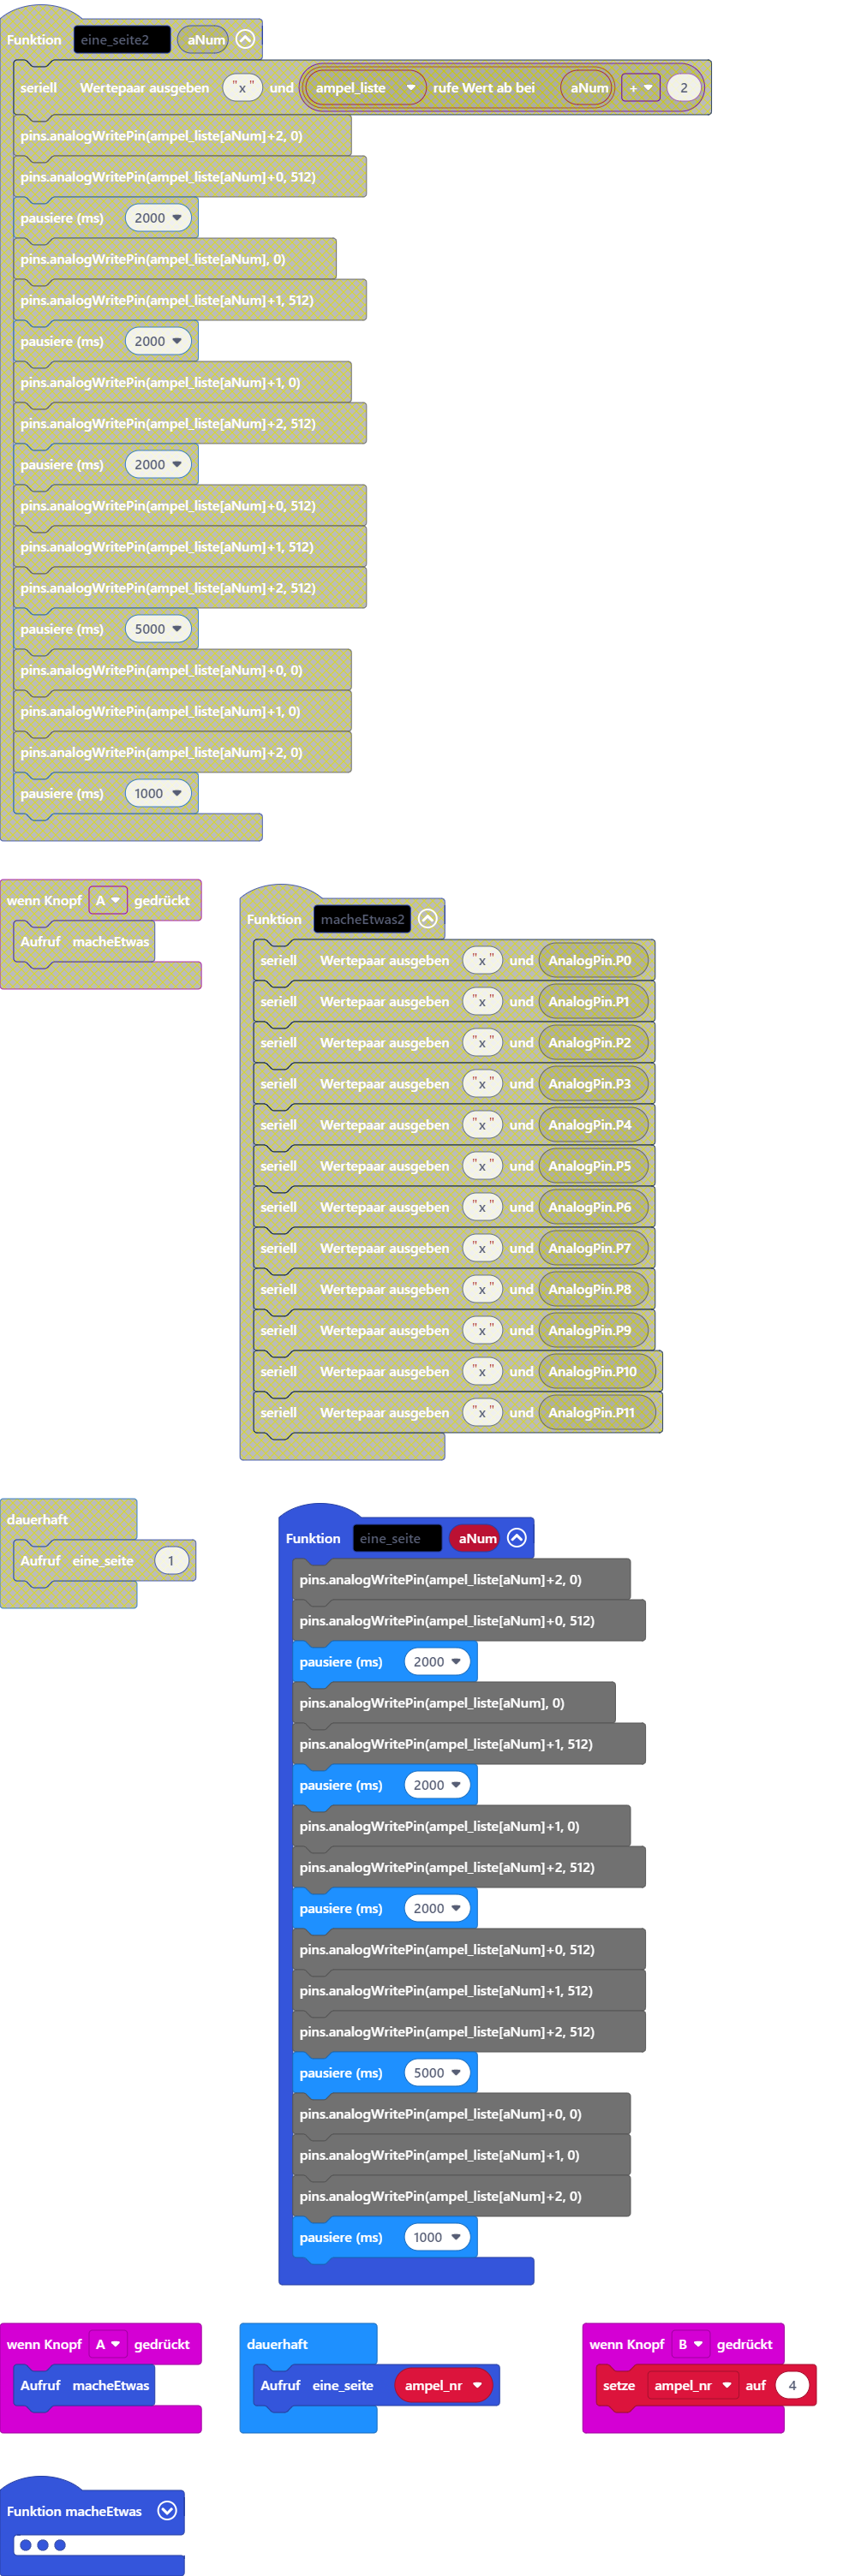 Funktion eine_seite2 aNum
seriell Wertepaar ausgeben "x" und ampel_liste rufe Wert ab bei aNum + 2
pins.analogWritePin(ampel_liste[aNum]+2, 0)
pins.analogWritePin(ampel_liste[aNum]+0, 512)
pausiere (ms) 2000
pins.analogWritePin(ampel_liste[aNum], 0)
pins.analogWritePin(ampel_liste[aNum]+1, 512)
pausiere (ms) 2000
pins.analogWritePin(ampel_liste[aNum]+1, 0)
pins.analogWritePin(ampel_liste[aNum]+2, 512)
pausiere (ms) 2000
pins.analogWritePin(ampel_liste[aNum]+0, 512)
pins.analogWritePin(ampel_liste[aNum]+1, 512)
pins.analogWritePin(ampel_liste[aNum]+2, 512)
pausiere (ms) 5000
pins.analogWritePin(ampel_liste[aNum]+0, 0)
pins.analogWritePin(ampel_liste[aNum]+1, 0)
pins.analogWritePin(ampel_liste[aNum]+2, 0)
pausiere (ms) 1000
wenn Knopf A gedrückt
Aufruf macheEtwas
Funktion macheEtwas2
seriell Wertepaar ausgeben "x" und AnalogPin.P0
seriell Wertepaar ausgeben "x" und AnalogPin.P1
seriell Wertepaar ausgeben "x" und AnalogPin.P2
seriell Wertepaar ausgeben "x" und AnalogPin.P3
seriell Wertepaar ausgeben "x" und AnalogPin.P4
seriell Wertepaar ausgeben "x" und AnalogPin.P5
seriell Wertepaar ausgeben "x" und AnalogPin.P6
seriell Wertepaar ausgeben "x" und AnalogPin.P7
seriell Wertepaar ausgeben "x" und AnalogPin.P8
seriell Wertepaar ausgeben "x" und AnalogPin.P9
seriell Wertepaar ausgeben "x" und AnalogPin.P10
seriell Wertepaar ausgeben "x" und AnalogPin.P11
dauerhaft
Aufruf eine_seite 1
Funktion eine_seite aNum
pins.analogWritePin(ampel_liste[aNum]+2, 0)
pins.analogWritePin(ampel_liste[aNum]+0, 512)
pausiere (ms) 2000
pins.analogWritePin(ampel_liste[aNum], 0)
pins.analogWritePin(ampel_liste[aNum]+1, 512)
pausiere (ms) 2000
pins.analogWritePin(ampel_liste[aNum]+1, 0)
pins.analogWritePin(ampel_liste[aNum]+2, 512)
pausiere (ms) 2000
pins.analogWritePin(ampel_liste[aNum]+0, 512)
pins.analogWritePin(ampel_liste[aNum]+1, 512)
pins.analogWritePin(ampel_liste[aNum]+2, 512)
pausiere (ms) 5000
pins.analogWritePin(ampel_liste[aNum]+0, 0)
pins.analogWritePin(ampel_liste[aNum]+1, 0)
pins.analogWritePin(ampel_liste[aNum]+2, 0)
pausiere (ms) 1000
wenn Knopf A gedrückt
Aufruf macheEtwas
dauerhaft
Aufruf eine_seite ampel_nr
wenn Knopf B gedrückt
setze ampel_nr auf 4
Funktion macheEtwas